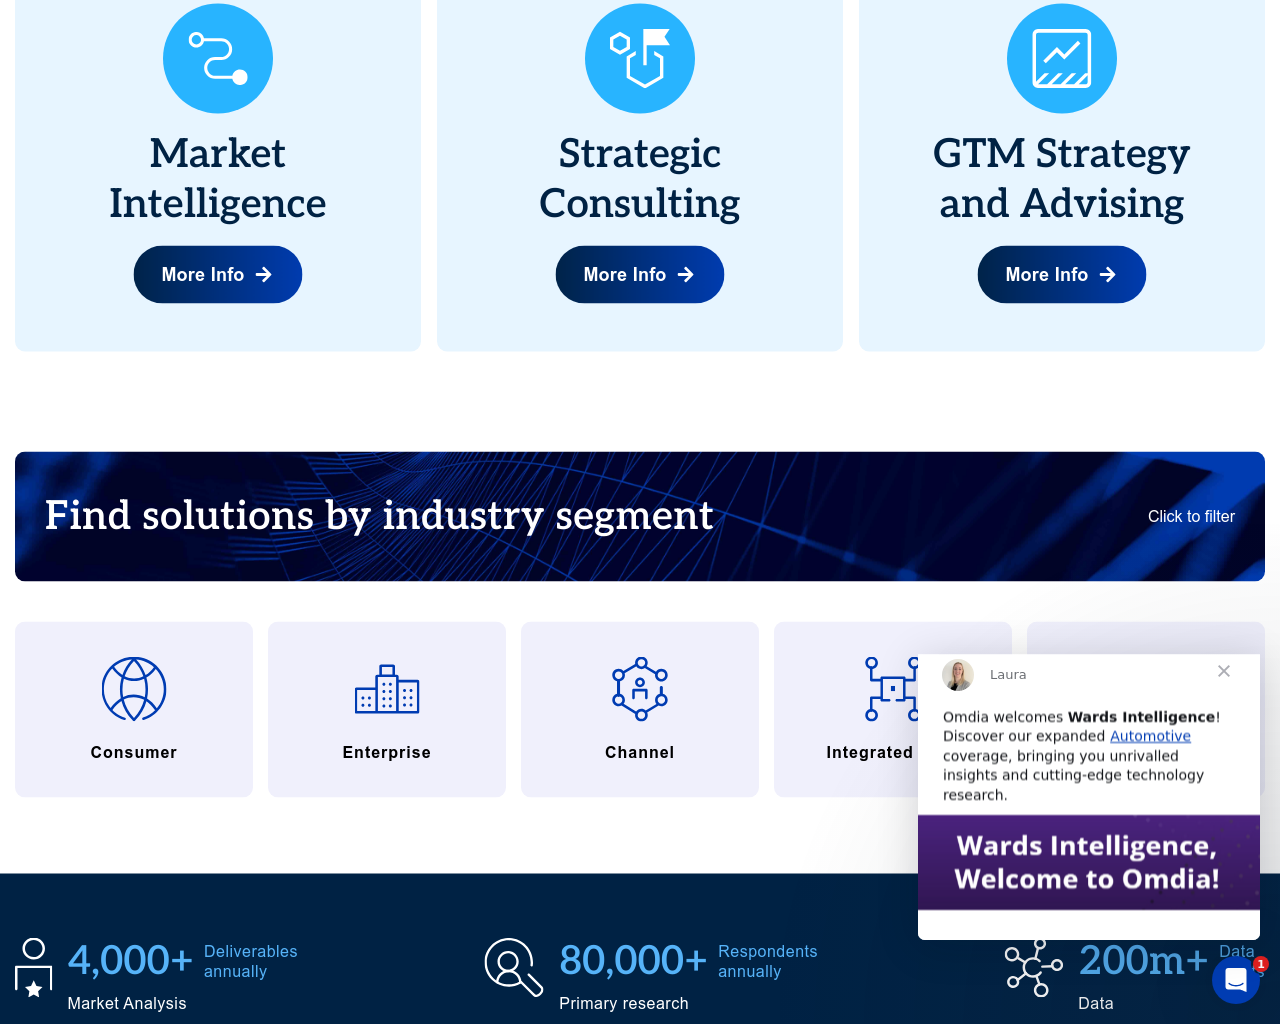 Market
Intelligence
More Info
Strategic
Consulting
More Info
GTM Strategy
and Advising
More Info
Find solutions by industry segment
Click to filter
Consumer
Enterprise
Channel
Integrated
Laura
Omdia welcomes Wards Intelligence!
Discover our expanded Automotive
coverage, bringing you unrivalled
insights and cutting-edge technology
research.
Wards Intelligence,
Welcome to Omdia!
4,000+
Deliverables
annually
Market Analysis
80,000+
Respondents
annually
Primary research
200m+
Data
Data
1